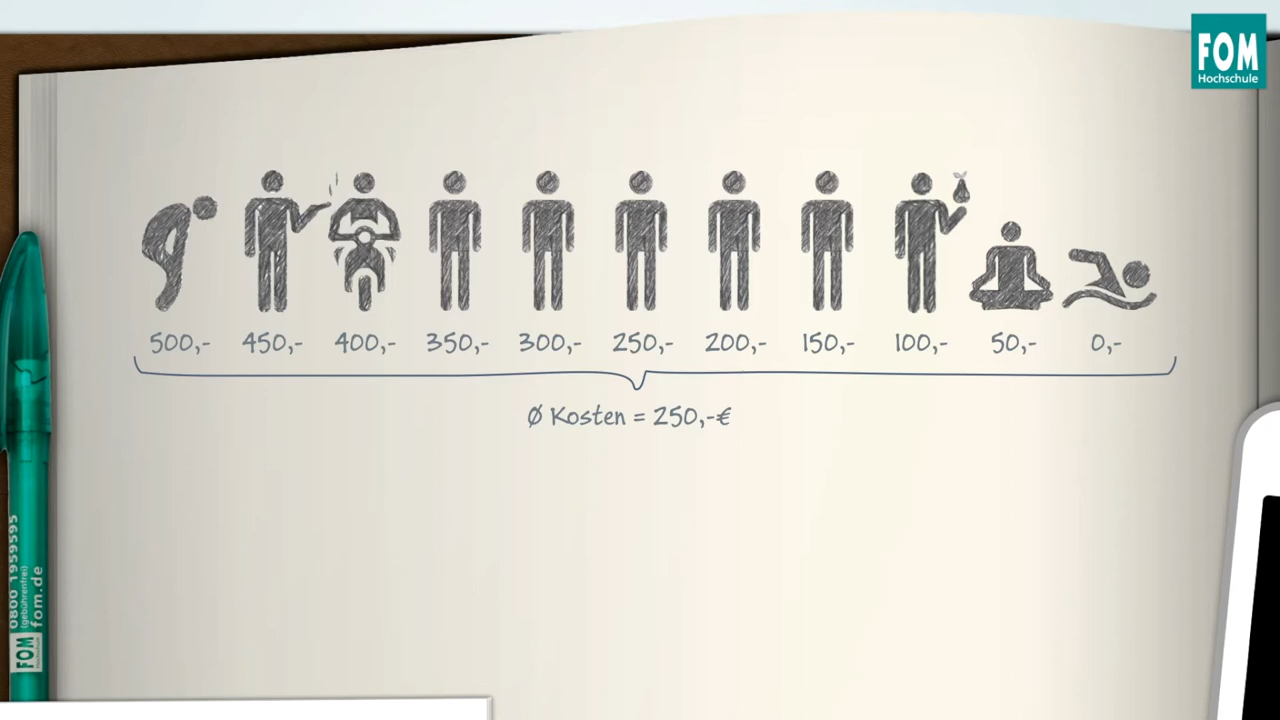 FOM
Hochschule
500,- 450,- 400,- 350,- 300,- 250,- 200,- 150,- 100,- 50,- 0,-
Ø Kosten = 250,-€
0800 1959595
(gebührenfrei)
fom.de
FOM
Hochschule